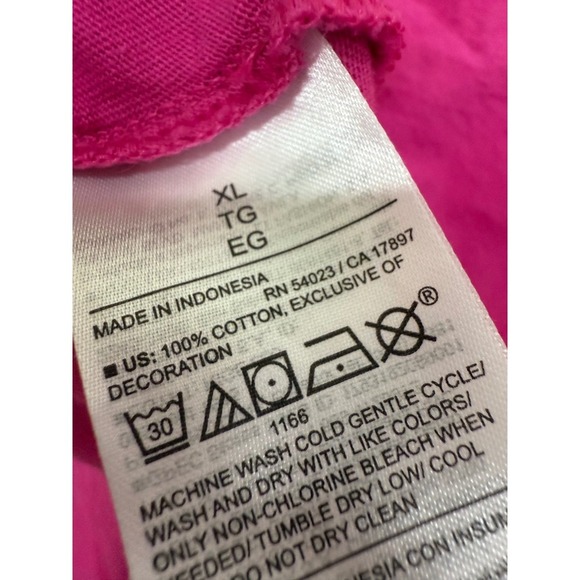 XL
TG
EG
MADE IN INDONESIA
RN 54023 / CA 17897
■ US: 100% COTTON, EXCLUSIVE OF
DECORATION
30
®
1166
MACHINE WASH COLD GENTLE CYCLE/
WASH AND DRY WITH LIKE COLORS/
ONLY NON-CHLORINE BLEACH WHEN
NEEDED/ TUMBLE DRY LOW/ COOL
DO NOT DRY CLEAN
CON INSUM